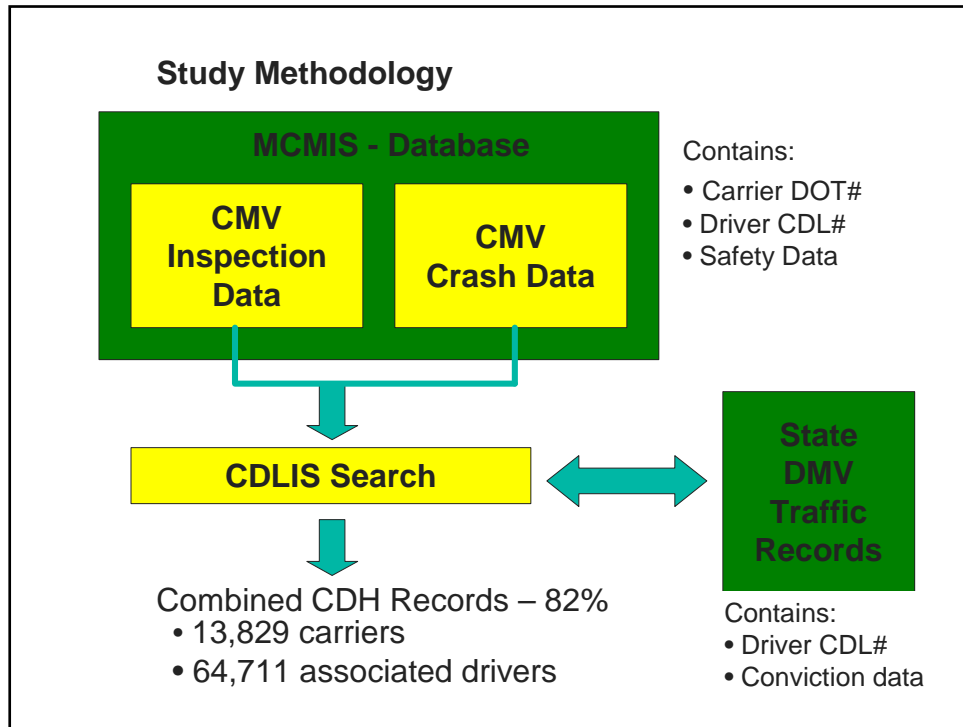 Study Methodology
MCMIS - Database
CMV
Inspection
Data
CMV
Crash Data
Contains:
• Carrier DOT#
• Driver CDL#
• Safety Data
CDLIS Search
State
DMV
Traffic
Records
Combined CDH Records – 82%
• 13,829 carriers
• 64,711 associated drivers
Contains:
• Driver CDL#
• Conviction data